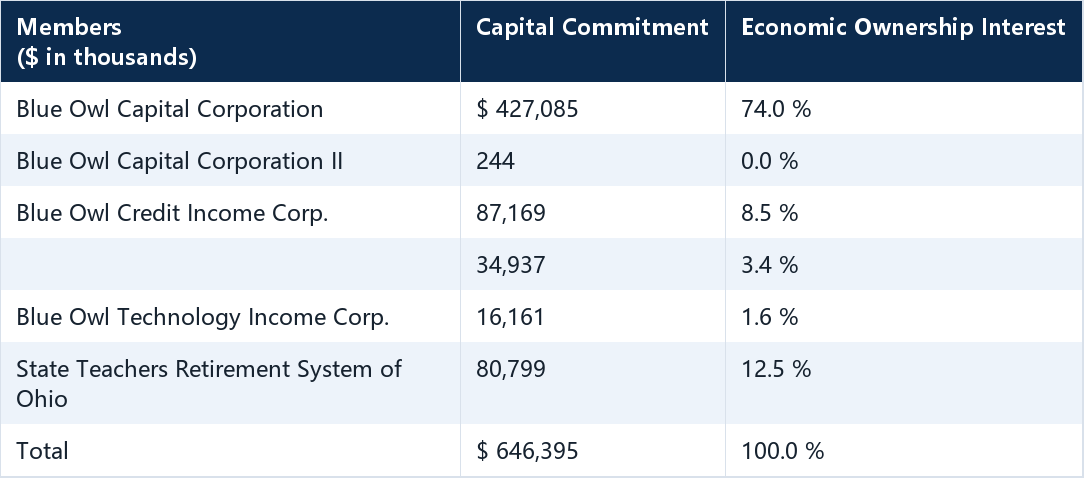 Members
($ in thousands)
Capital Commitment
Economic Ownership Interest
Blue Owl Capital Corporation
$ 427,085
74.0 %
Blue Owl Capital Corporation II
244
0.0 %
Blue Owl Credit Income Corp.
87,169
8.5 %
34,937
3.4 %
Blue Owl Technology Income Corp.
16,161
1.6 %
State Teachers Retirement System of
Ohio
80,799
12.5 %
Total
$ 646,395
100.0 %